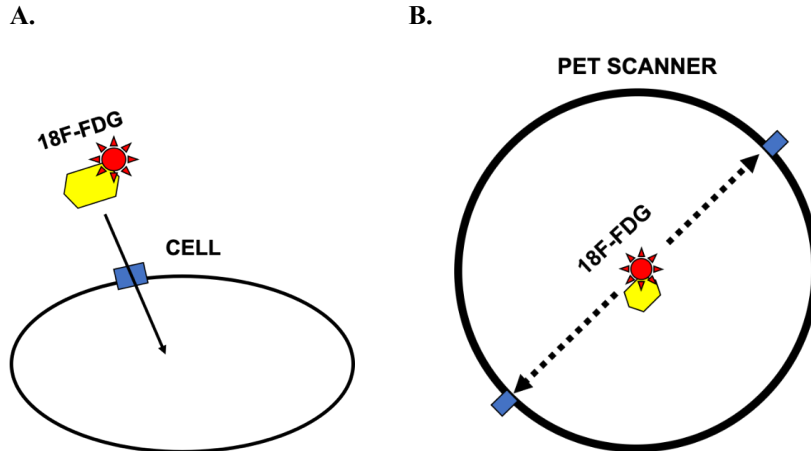 A.
B.
PET SCANNER
18F-FDG
CELL
18F-FDG